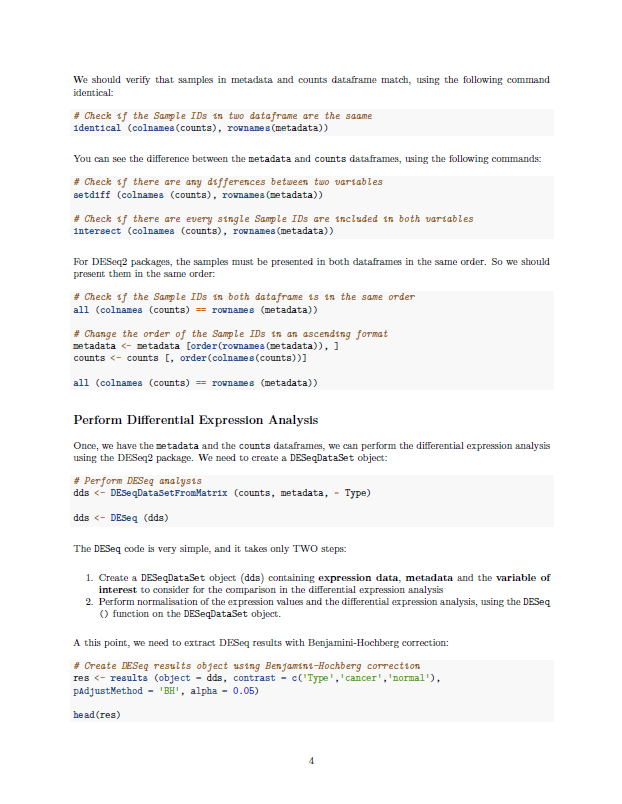 We should verify that samples in metadata and counts dataframe match, using the following command
identical:
# Check if the Sample IDs in two dataframe are the saame
identical (colnames(counts), rownames(metadata))
You can see the difference between the metadata and counts dataframes, using the following commands:
# Check if there are any differences between two variables
setdiff (colnames (counts), rownames(metadata))
# Check if there are every single Sample IDs are included in both variables
intersect (colnames (counts), rownames(metadata))
For DESeq2 packages, the samples must be presented in both dataframes in the same order. So we should
present them in the same order:
# Check if the Sample IDs in both dataframe is in the same order
all (colnames (counts) == rownames (metadata))
# Change the order of the Sample IDs in an ascending format
metadata <- metadata [order(rownames(metadata)), ]
counts <- counts [, order(colnames(counts))]
all (colnames (counts) == rownames (metadata))
Perform Differential Expression Analysis
Once, we have the metadata and the counts dataframes, we can perform the differential expression analysis
using the DESeq2 package. We need to create a DESeqDataSet object:
# Perform DESeq analysis
dds <- DESeqDataSetFromMatrix (counts, metadata, ~ Type)
dds <- DESeq (dds)
The DESeq code is very simple, and it takes only TWO steps:
1. Create a DESeqDataSet object (dds) containing expression data, metadata and the variable of
interest to consider for the comparison in the differential expression analysis
2. Perform normalisation of the expression values and the differential expression analysis, using the DESeq
() function on the DESeqDataSet object.
A this point, we need to extract DESeq results with Benjamini-Hochberg correction:
# Create DESeq results object using Benjamini-Hochberg correction
res <- results (object = dds, contrast = c('Type','cancer','normal'),
pAdjustMethod = 'BH', alpha = 0.05)
head(res)
4